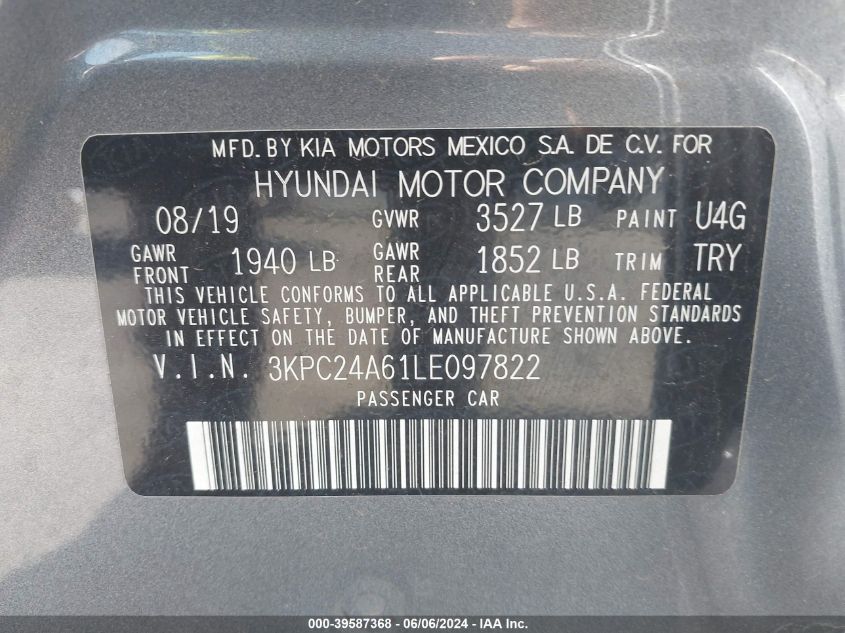 MFD. BY KIA MOTORS MEXICO S.A. DE C.V. FOR
HYUNDAI MOTOR COMPANY
08/19 GVWR 3527 LB PAINT U4G
GAWR FRONT 1940 LB GAWR REAR 1852 LB TRIM TRY
THIS VEHICLE CONFORMS TO ALL APPLICABLE U.S.A. FEDERAL
MOTOR VEHICLE SAFETY, BUMPER, AND THEFT PREVENTION STANDARDS
IN EFFECT ON THE DATE OF MANUFACTURE SHOWN ABOVE.
V.I.N. 3KPC24A61LE097822
PASSENGER CAR
000-39587368 - 06/06/2024 - IAA Inc.